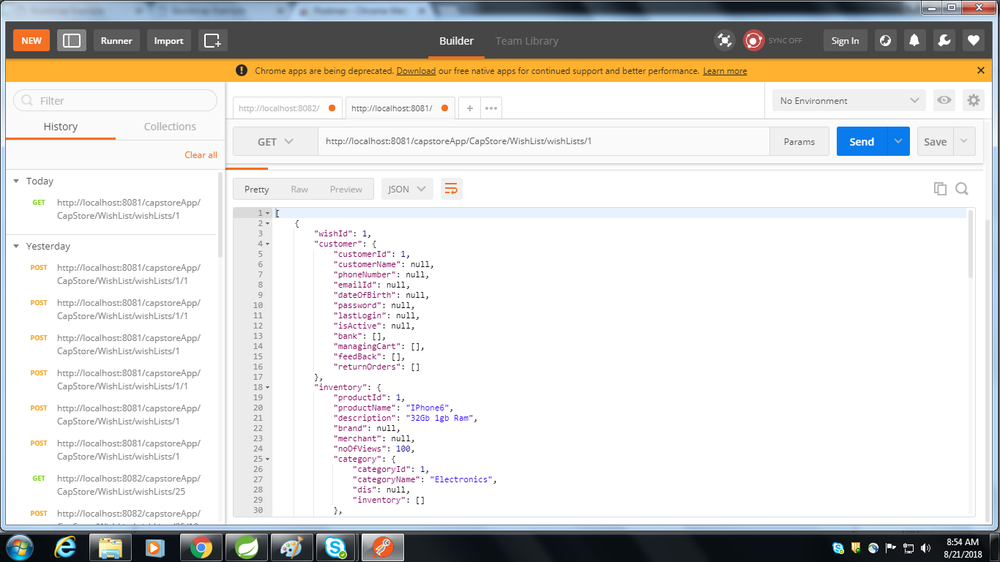 NEW
Runner
Import
Builder
Team Library
SYNC OFF
Sign In
Chrome apps are being deprecated. Download our free native apps for continued support and better performance. Learn more
Filter
History
Collections
Clear all
Today
GET http://localhost:8081/capstoreApp/
CapStore/WishList/wishLists/1
Yesterday
POST http://localhost:8081/capstoreApp/
CapStore/WishList/wishLists/1/1
POST http://localhost:8081/capstoreApp/
CapStore/WishList/wishLists/1/1
POST http://localhost:8081/capstoreApp/
CapStore/WishList/wishLists/1
POST http://localhost:8081/capstoreApp/
CapStore/WishList/wishLists/1/1
POST http://localhost:8081/capstoreApp/
CapStore/WishList/wishLists/1
POST http://localhost:8081/capstoreApp/
CapStore/WishList/wishLists/1
GET http://localhost:8082/capstoreApp/
CapStore/WishList/wishLists/25
POST http://localhost:8082/capstoreApp/
http://localhost:8082/
http://localhost:8081/
No Environment
GET
http://localhost:8081/capstoreApp/CapStore/WishList/wishLists/1
Params
Send
Save
Pretty
Raw
Preview
JSON
1 [
2 {
3 "wishId": 1,
4 "customer": {
5 "customerId": 1,
6 "customerName": null,
7 "phoneNumber": null,
8 "emailId": null,
9 "dateOfBirth": null,
10 "password": null,
11 "lastLogin": null,
12 "isActive": null,
13 "bank": [],
14 "managingCart": [],
15 "feedBack": [],
16 "returnOrders": []
17 },
18 "inventory": {
19 "productId": 1,
20 "productName": "IPhone6",
21 "description": "32Gb 1gb Ram",
22 "brand": null,
23 "merchant": null,
24 "noOfViews": 100,
25 "category": {
26 "categoryId": 1,
27 "categoryName": "Electronics",
28 "dis": null,
29 "inventory": []
30 },
8:54 AM
8/21/2018